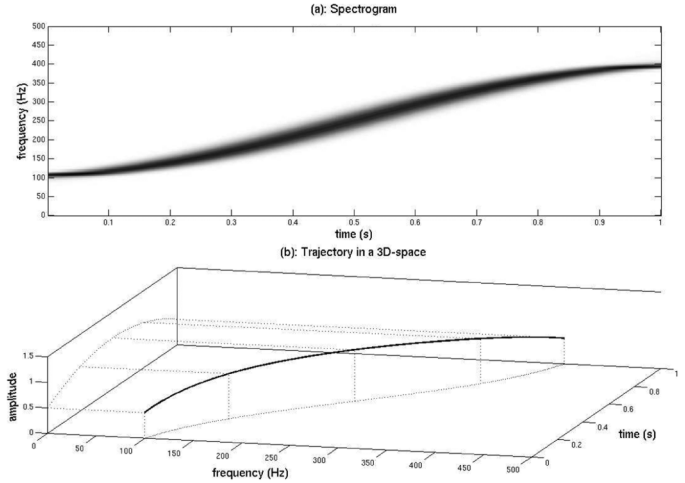 (a): Spectrogram
500
450
400
350
300
250
200
150
100
50
0
frequency (Hz)
0.1 0.2 0.3 0.4 0.5 0.6 0.7 0.8 0.9 1
time (s)
(b): Trajectory in a 3D-space
1.5
1
0.5
0
amplitude
0 50 100 150 200 250 300 350 400 450 500
frequency (Hz)
0 0.2 0.4 0.6 0.8 1
time (s)